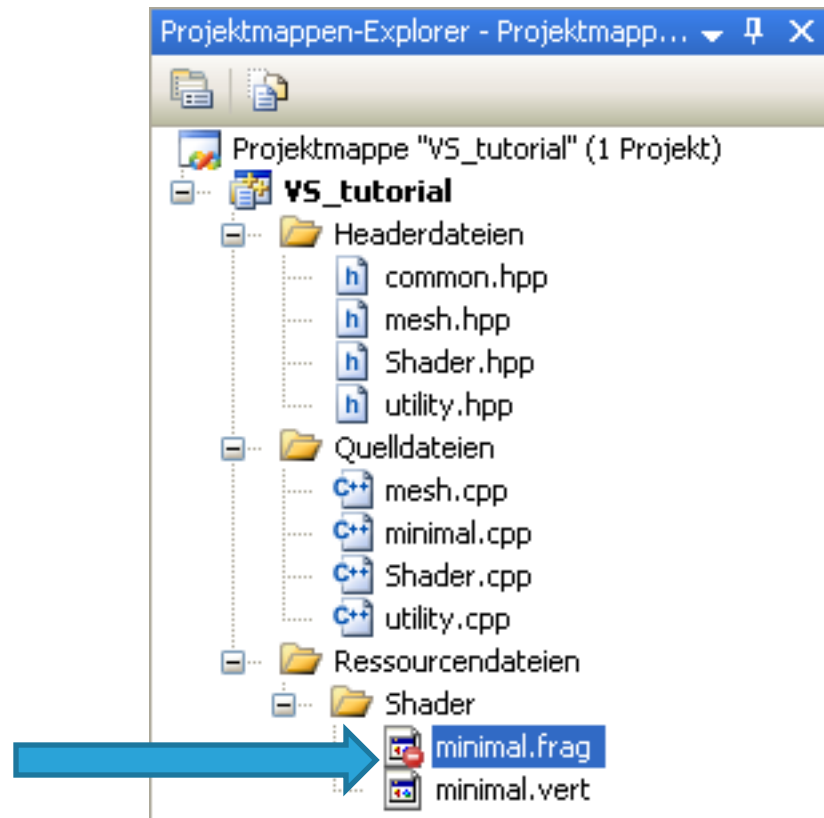 Projektmappen-Explorer - Projektmapp...
Projektmappe "VS_tutorial" (1 Projekt)
VS_tutorial
Headerdateien
h common.hpp
h mesh.hpp
h Shader.hpp
h utility.hpp
Quelldateien
C++ mesh.cpp
C++ minimal.cpp
C++ Shader.cpp
C++ utility.cpp
Ressourcendateien
Shader
minimal.frag
minimal.vert